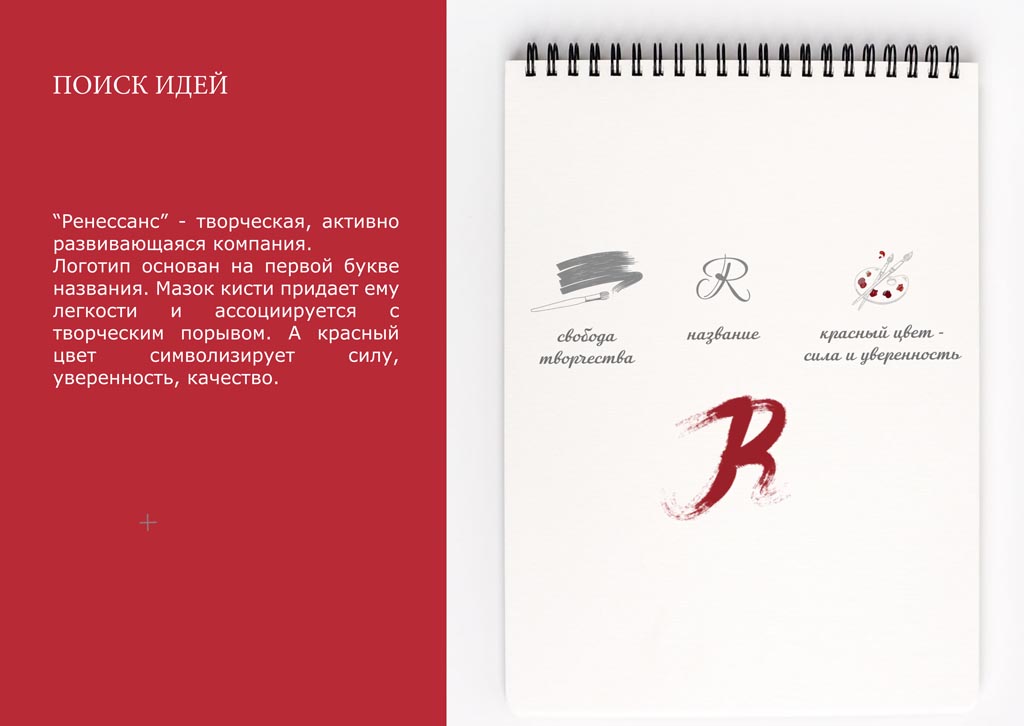 ПОИСК ИДЕЙ
“Ренессанс” - творческая, активно
развивающаяся компания.
Логотип основан на первой букве
названия. Мазок кисти придает ему
легкости и ассоциируется с
творческим порывом. А красный
цвет символизирует силу,
уверенность, качество.
свобода
творчества
R
название
красный цвет -
сила и уверенность
R